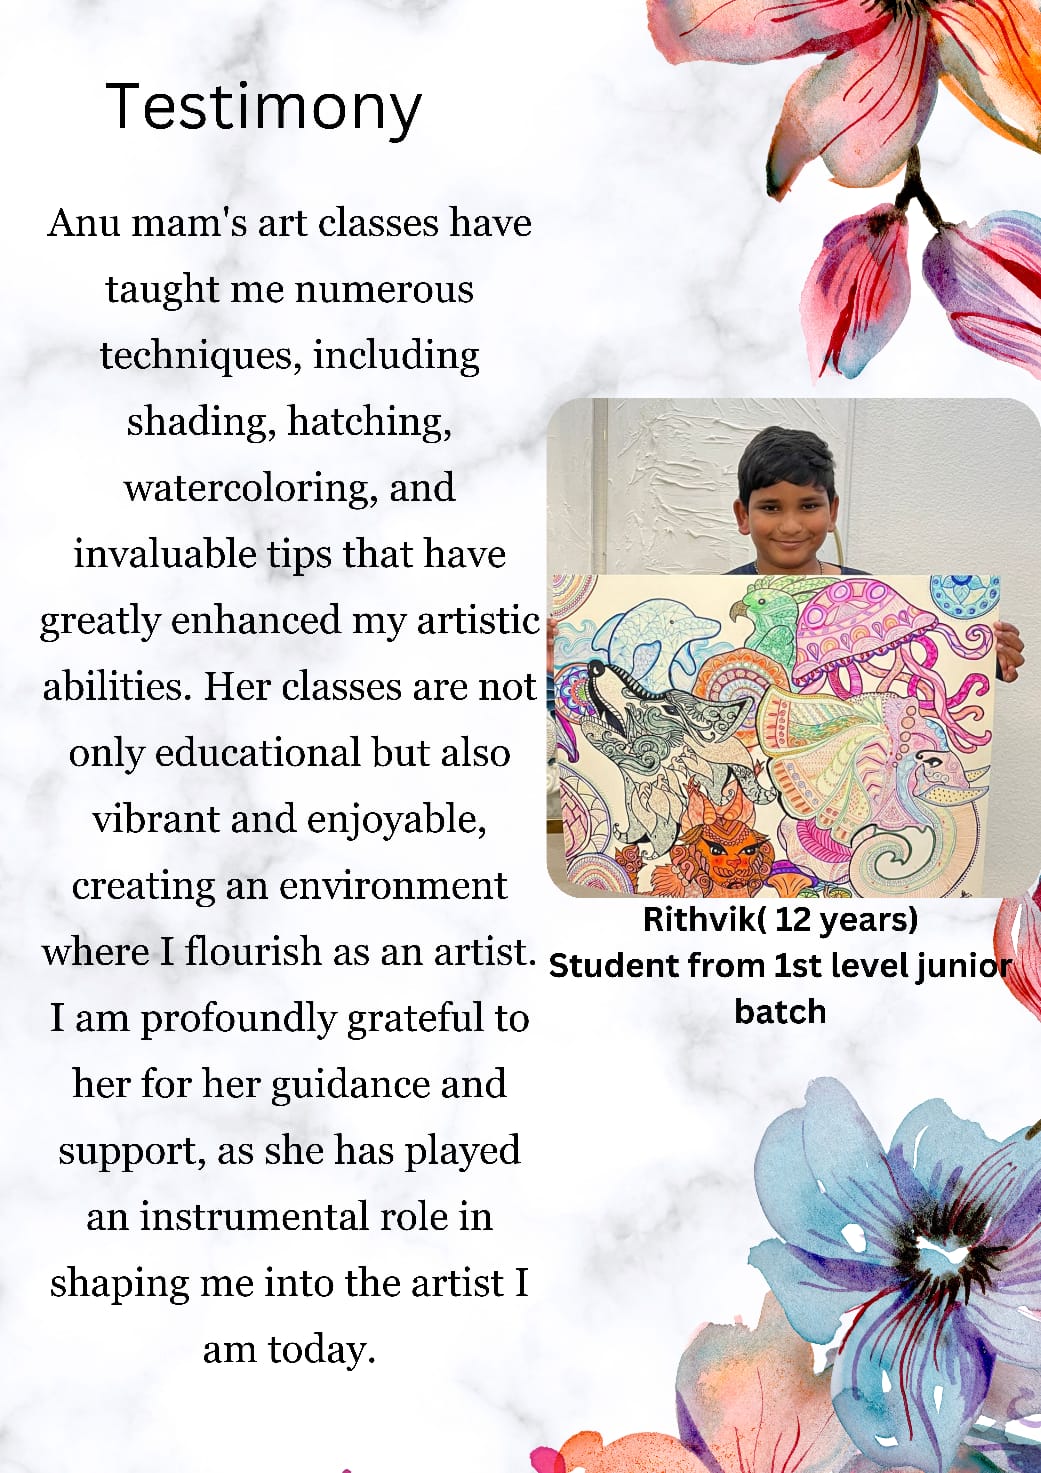 Testimony
Anu mam's art classes have
taught me numerous
techniques, including
shading, hatching,
watercoloring, and
invaluable tips that have
greatly enhanced my artistic
abilities. Her classes are not
only educational but also
vibrant and enjoyable,
creating an environment
where I flourish as an artist.
I am profoundly grateful to
her for her guidance and
support, as she has played
an instrumental role in
shaping me into the artist I
am today.
Rithvik( 12 years)
Student from 1st level junior
batch